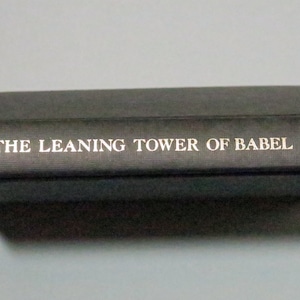 THE LEANING TOWER OF BABEL